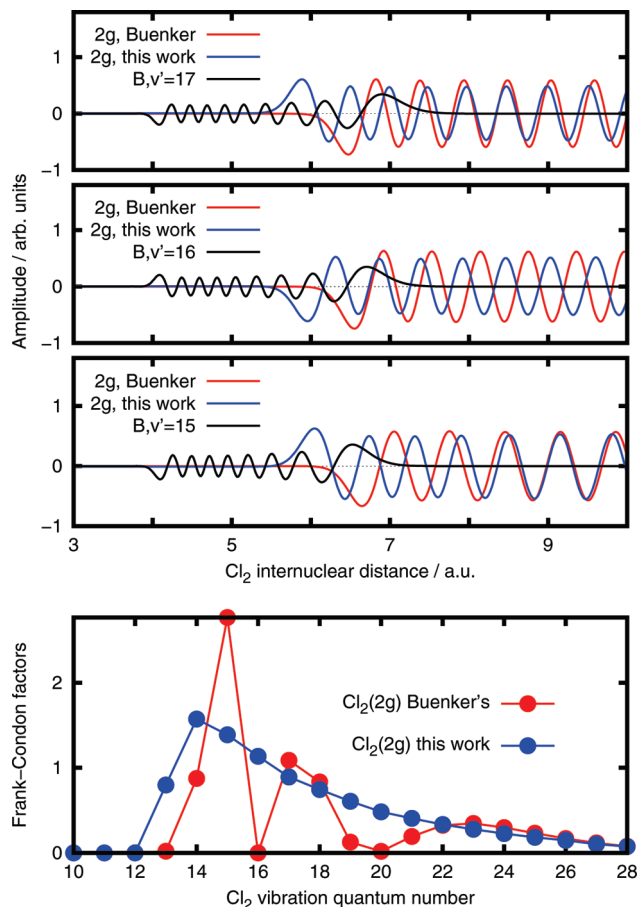 2g, Buenker
2g, this work
B,v'=17
1
0
−1
2g, Buenker
2g, this work
B,v'=16
1
0
−1
Amplitude / arb. units
2g, Buenker
2g, this work
B,v'=15
1
0
−1
3 5 7 9
Cl2 internuclear distance / a.u.
Frank−Condon factors
2
1
0
Cl2(2g) Buenker's
Cl2(2g) this work
10 12 14 16 18 20 22 24 26 28
Cl2 vibration quantum number